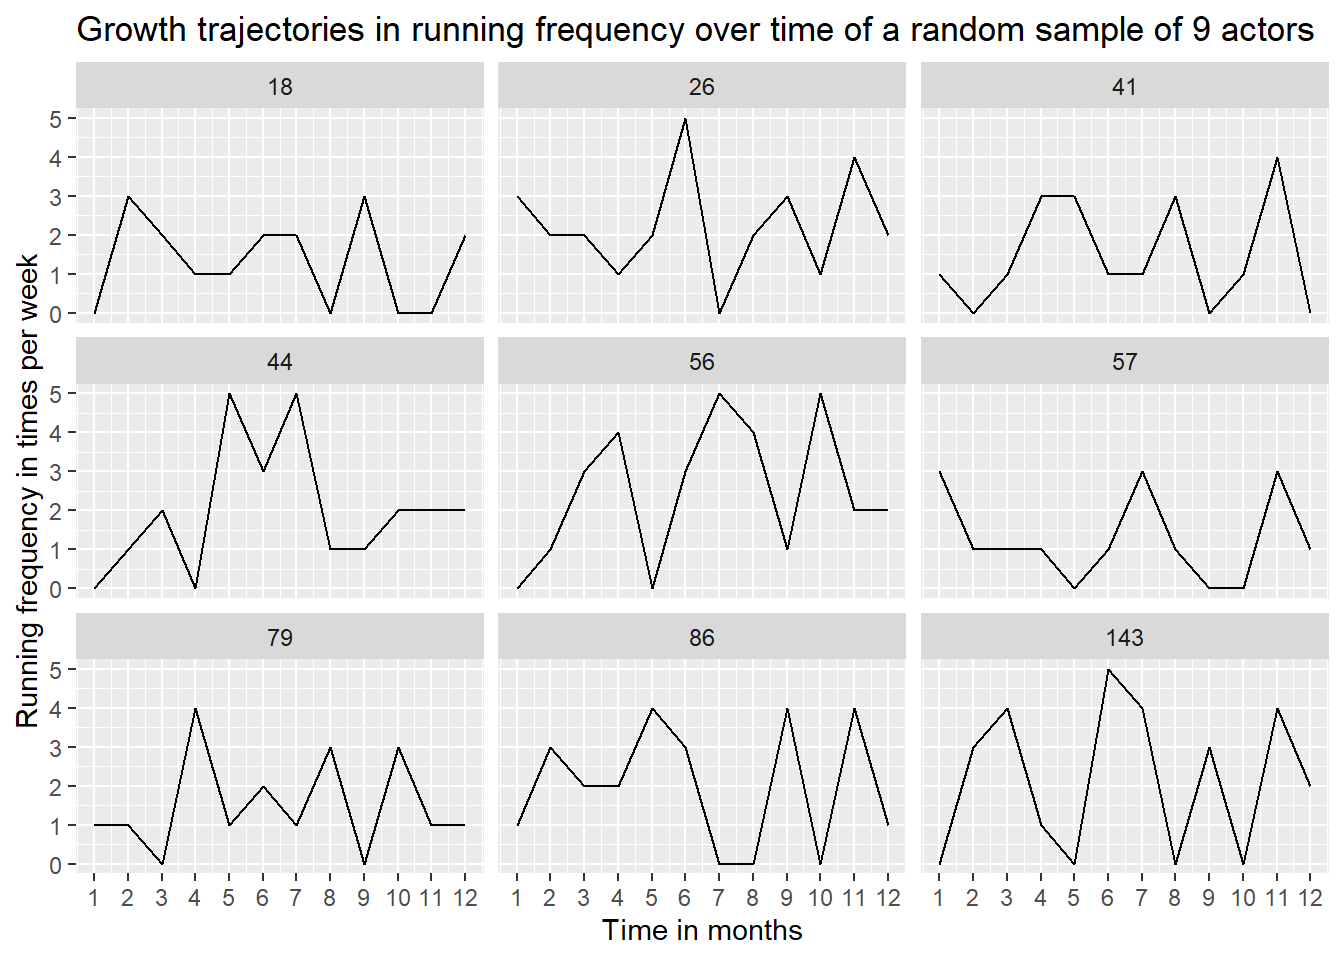 Growth trajectories in running frequency over time of a random sample of 9 actors
18 26 41
5
4
3
2
1
0
44 56 57
5
4
3
2
1
0
79 86 143
5
4
3
2
1
0
1 2 3 4 5 6 7 8 9 10 11 12 1 2 3 4 5 6 7 8 9 10 11 12 1 2 3 4 5 6 7 8 9 10 11 12
Time in months
Running frequency in times per week